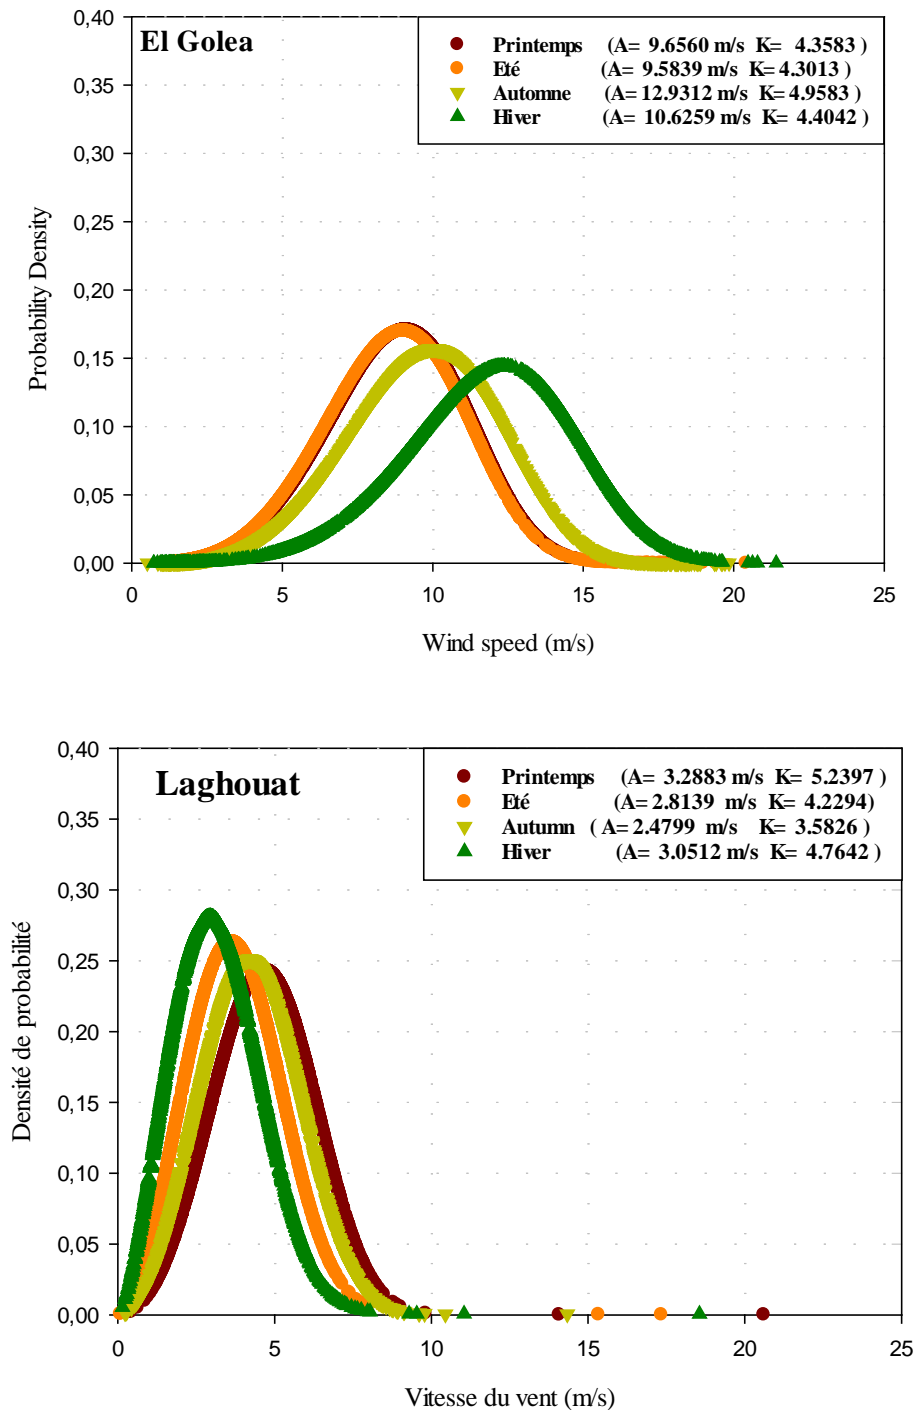 El Golea
Printemps (A= 9.6560 m/s K= 4.3583 )
Eté (A= 9.5839 m/s K=4.3013 )
Automne (A=12.9312 m/s K=4.9583 )
Hiver (A= 10.6259 m/s K= 4.4042 )
0,40
0,35
0,30
0,25
0,20
0,15
0,10
0,05
0,00
Probability Density
0 5 10 15 20 25
Wind speed (m/s)
Laghouat
Printemps (A= 3.2883 m/s K= 5.2397 )
Eté (A=2.8139 m/s K= 4.2294)
Autumn ( A=2.4799 m/s K= 3.5826 )
Hiver (A= 3.0512 m/s K= 4.7642 )
0,40
0,35
0,30
0,25
0,20
0,15
0,10
0,05
0,00
Densité de probabilité
0 5 10 15 20 25
Vitesse du vent (m/s)